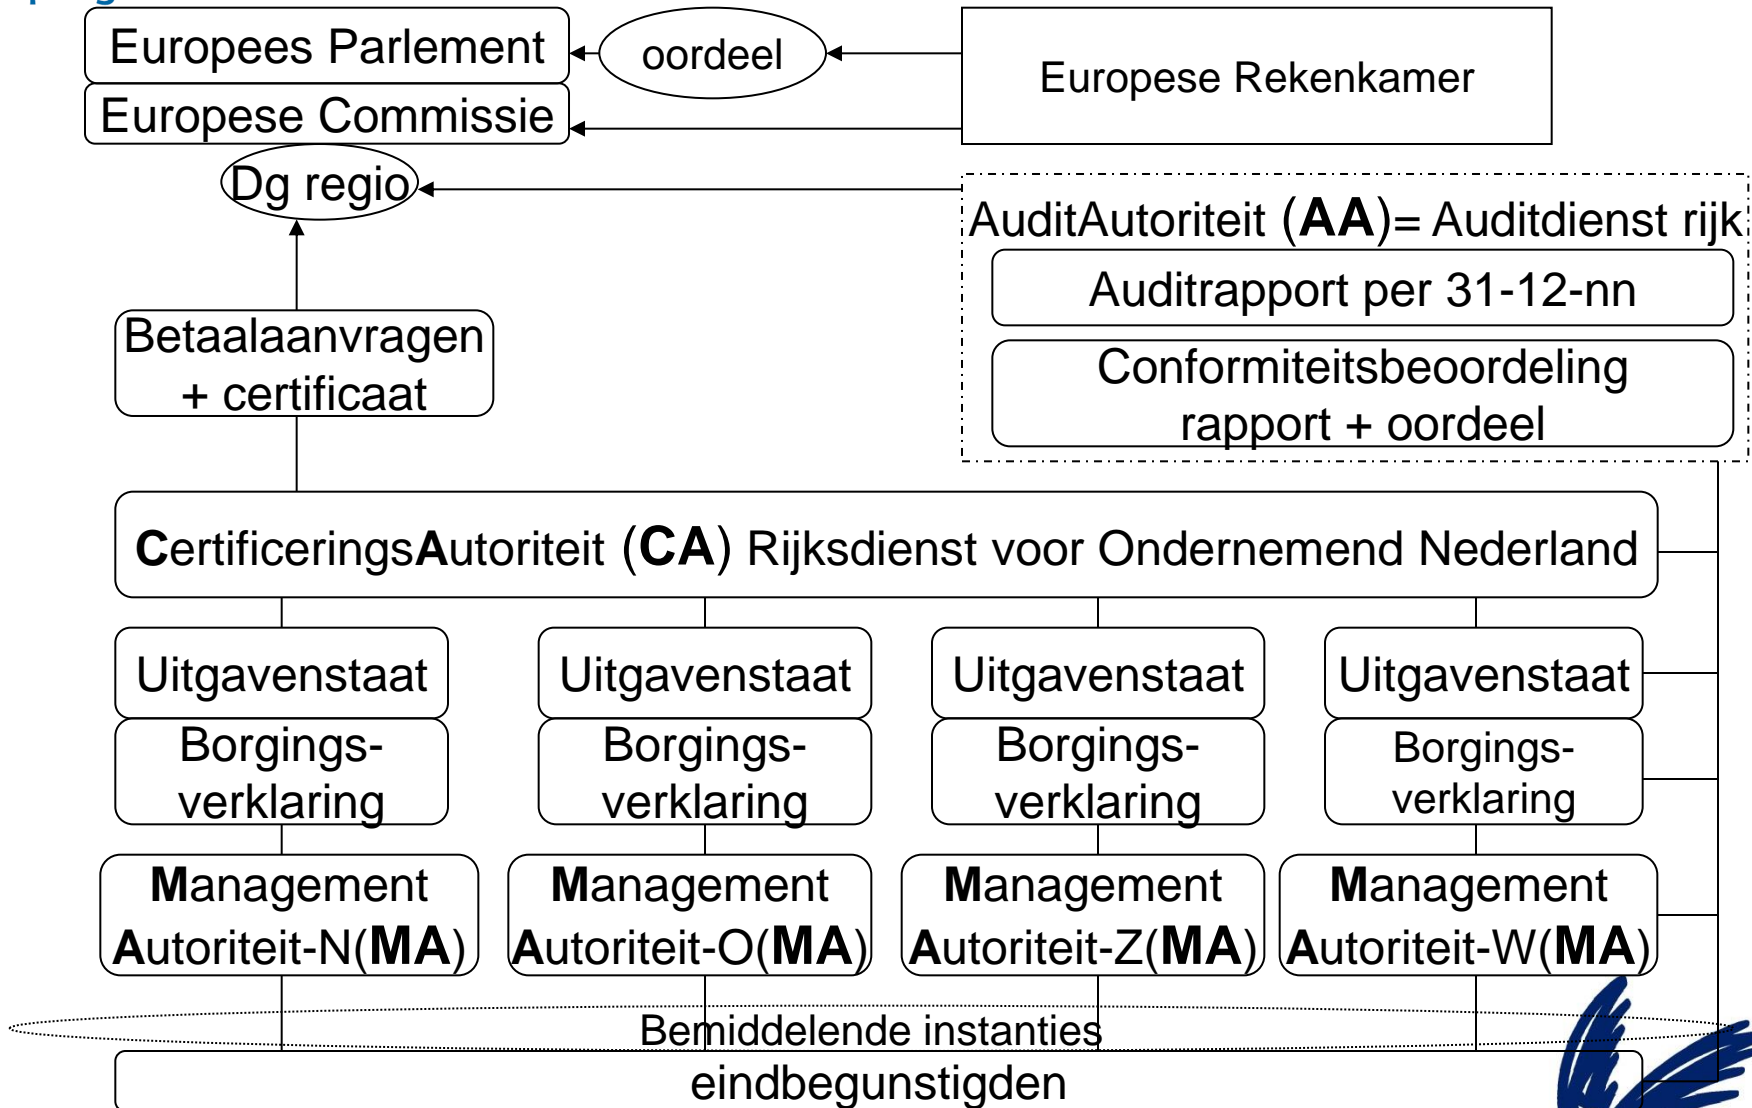 Europees Parlement
oordeel
Europese Rekenkamer
Europese Commissie
Dg regio
AuditAutoriteit (AA)= Auditdienst rijk
Auditrapport per 31-12-nn
Conformiteitsbeoordeling
rapport + oordeel
Betaalaanvragen
+ certificaat
CertificeringsAutoriteit (CA) Rijksdienst voor Ondernemend Nederland
Uitgavenstaat
Uitgavenstaat
Uitgavenstaat
Uitgavenstaat
Borgings-
verklaring
Borgings-
verklaring
Borgings-
verklaring
Borgings-
verklaring
Management
Autoriteit-N(MA)
Management
Autoriteit-O(MA)
Management
Autoriteit-Z(MA)
Management
Autoriteit-W(MA)
Bemiddelende instanties
eindbegunstigden